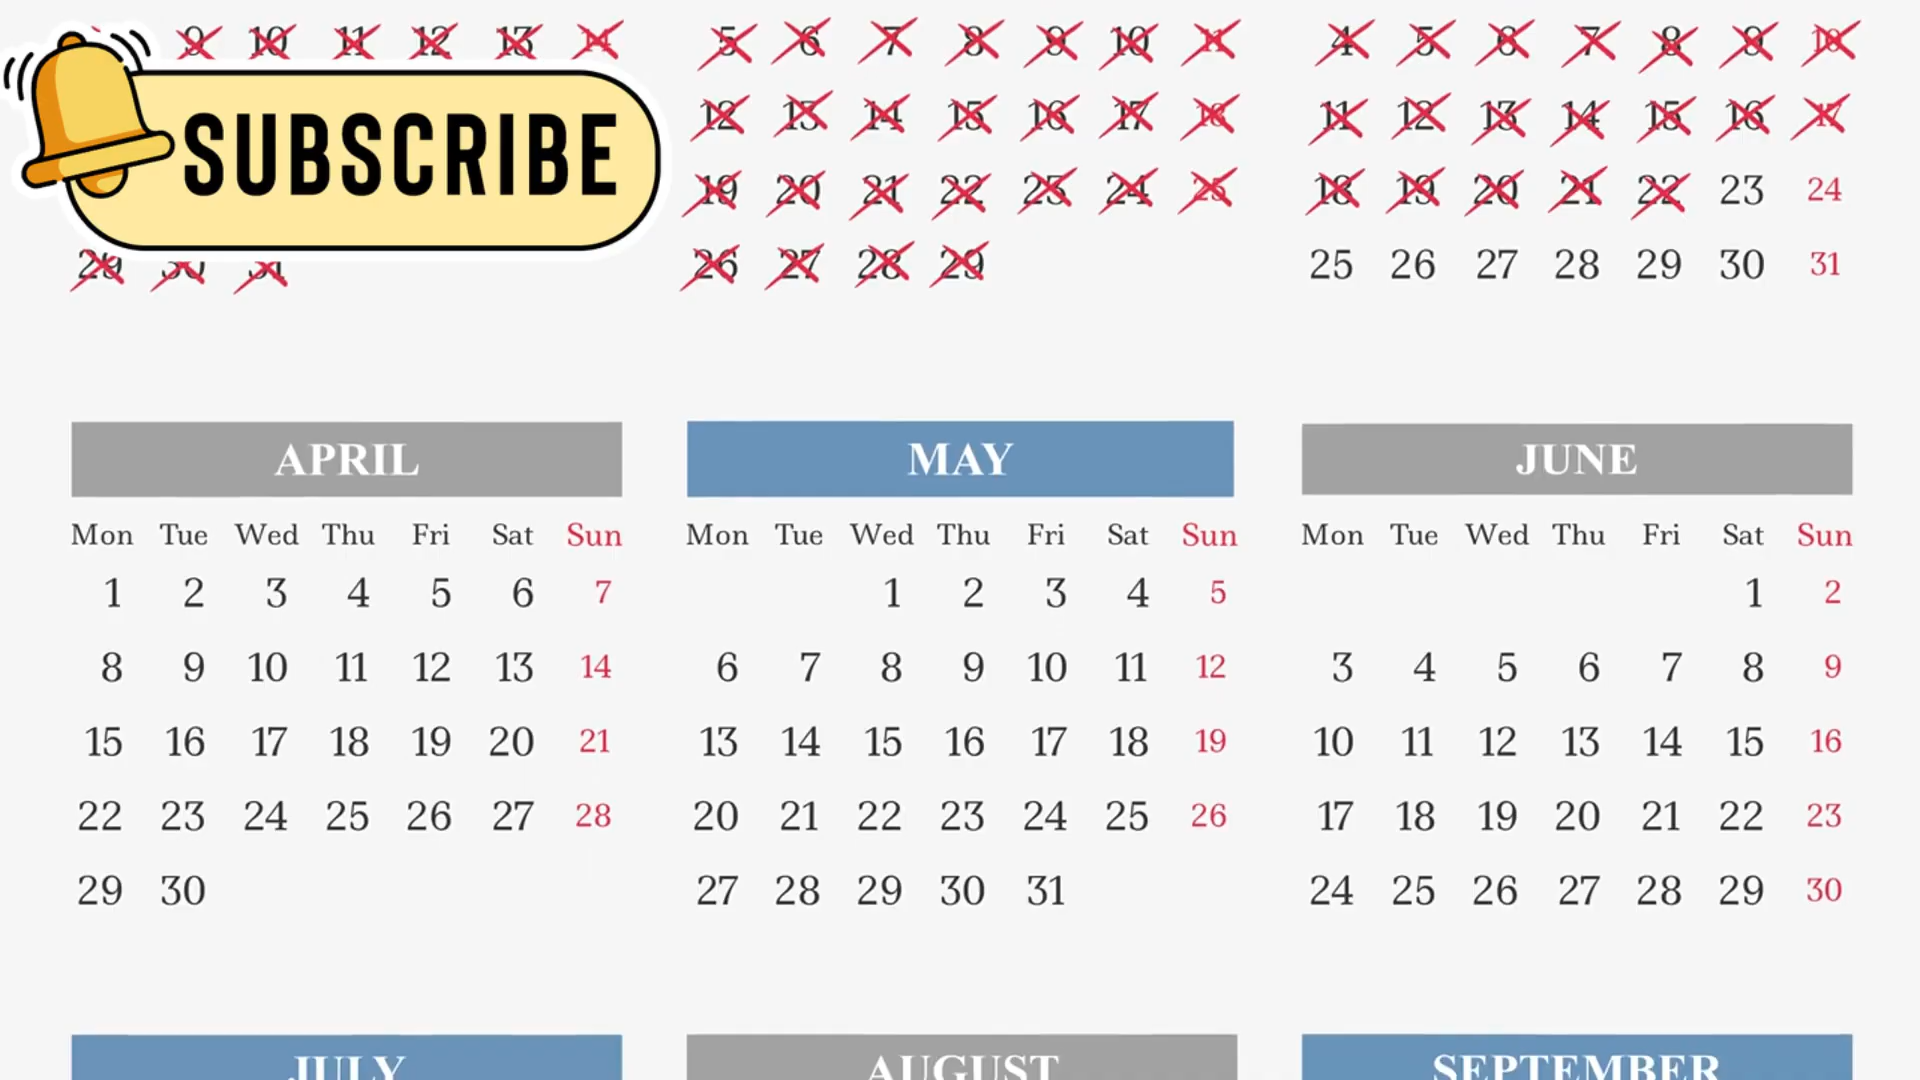 9 10 11 12 13 14
SUBSCRIBE
29 30 31
5 6 7 8 9 10 11
12 13 14 15 16 17 18
19 20 21 22 23 24 25
26 27 28 29
4 5 6 7 8 9 10
11 12 13 14 15 16 17
18 19 20 21 22 23 24
25 26 27 28 29 30 31
APRIL
Mon Tue Wed Thu Fri Sat Sun
1 2 3 4 5 6 7
8 9 10 11 12 13 14
15 16 17 18 19 20 21
22 23 24 25 26 27 28
29 30
MAY
Mon Tue Wed Thu Fri Sat Sun
1 2 3 4 5
6 7 8 9 10 11 12
13 14 15 16 17 18 19
20 21 22 23 24 25 26
27 28 29 30 31
JUNE
Mon Tue Wed Thu Fri Sat Sun
1 2
3 4 5 6 7 8 9
10 11 12 13 14 15 16
17 18 19 20 21 22 23
24 25 26 27 28 29 30
JULY
AUGUST
SEPTEMBER